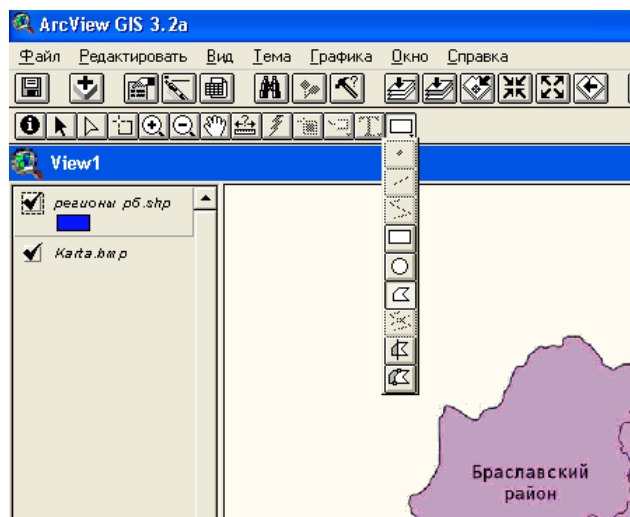 ArcView GIS 3.2a
Файл Редактировать Вид Тема Графика Окно Справка
View1
регионы рб.shp
Karta.bmp
Браславский
район